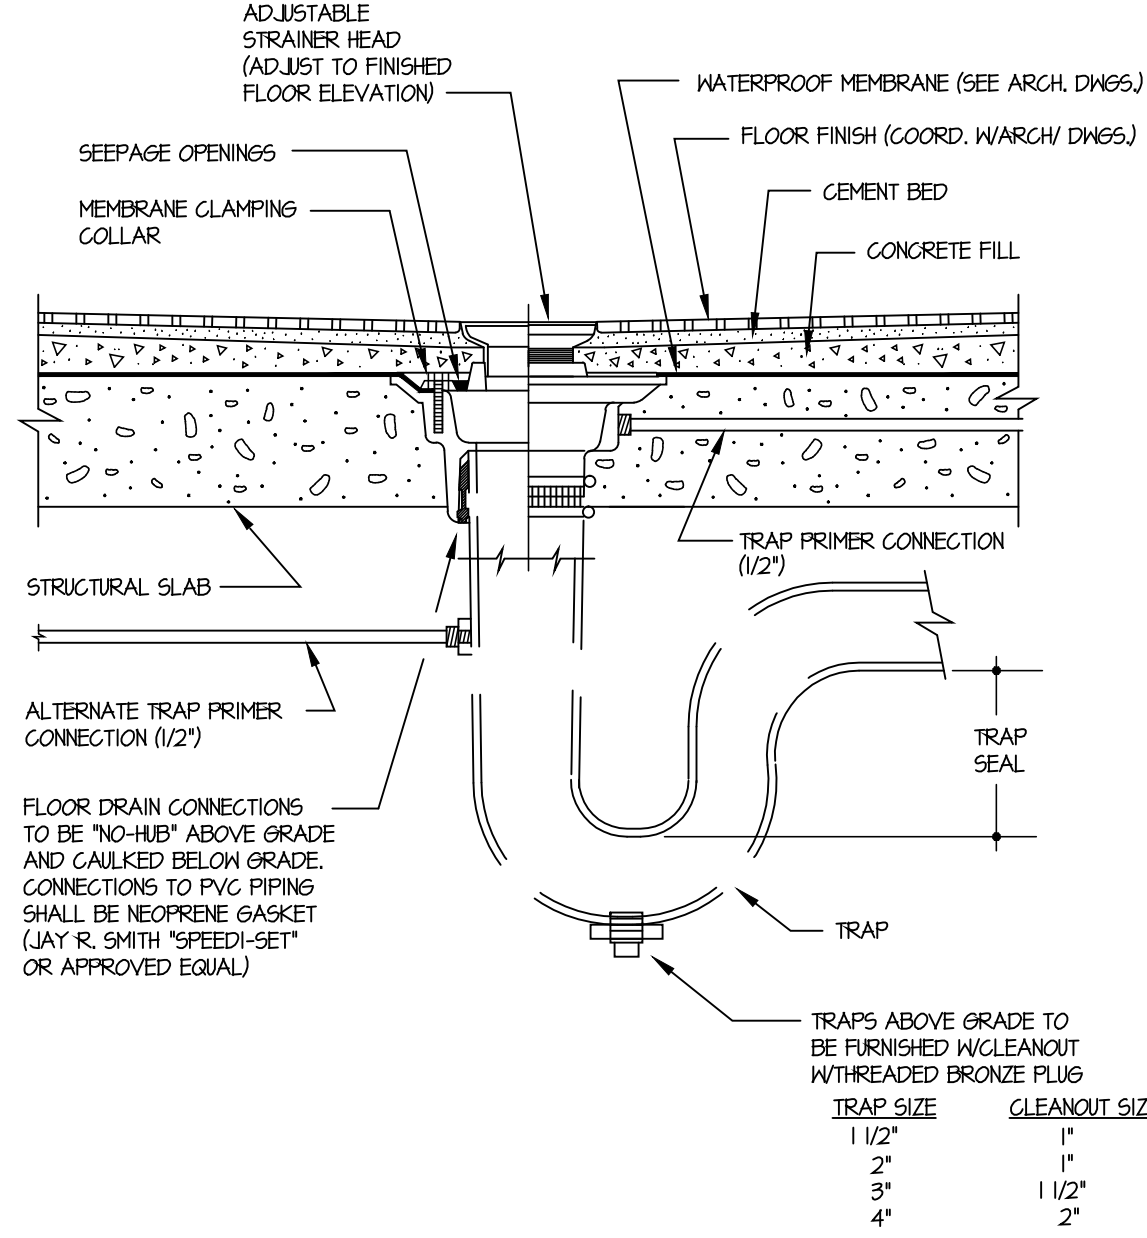 ADJUSTABLE
STRAINER HEAD
(ADJUST TO FINISHED
FLOOR ELEVATION)
WATERPROOF MEMBRANE (SEE ARCH. DWGS.)
FLOOR FINISH (COORD. W/ARCH/ DWGS.)
SEEPAGE OPENINGS
CEMENT BED
MEMBRANE CLAMPING
COLLAR
CONCRETE FILL
TRAP PRIMER CONNECTION
(1/2")
STRUCTURAL SLAB
ALTERNATE TRAP PRIMER
CONNECTION (1/2")
TRAP
SEAL
FLOOR DRAIN CONNECTIONS
TO BE "NO-HUB" ABOVE GRADE
AND CAULKED BELOW GRADE.
CONNECTIONS TO PVC PIPING
SHALL BE NEOPRENE GASKET
(JAY R. SMITH "SPEEDI-SET"
OR APPROVED EQUAL)
TRAP
TRAPS ABOVE GRADE TO
BE FURNISHED W/CLEANOUT
W/THREADED BRONZE PLUG
TRAP SIZE CLEANOUT SIZ
1 1/2" 1"
2" 1"
3" 1 1/2"
4" 2"